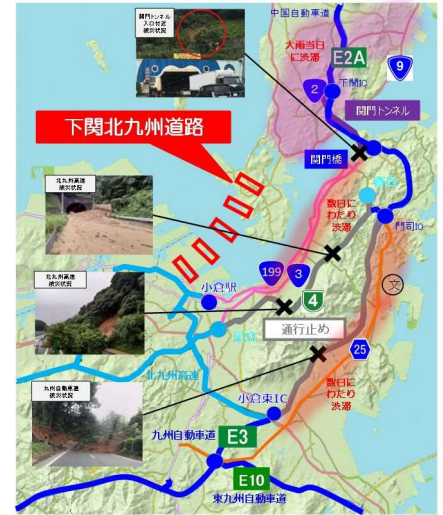 関門トンネル
入口付近
被災状況
中国自動車道
大雨当日
に渋滞
E2A
9
2
下関IC
関門トンネル
下関北九州道路
関門橋
春日
北九州高速
被災状況
数日に
わたり
渋滞
門司IC
199
3
小倉駅
4
文
北九州高速
被災状況
通行止め
25
北九州高速
九州自動車道
被災状況
数日に
わたり
渋滞
小倉東IC
九州自動車道
E3
E10
東九州自動車道